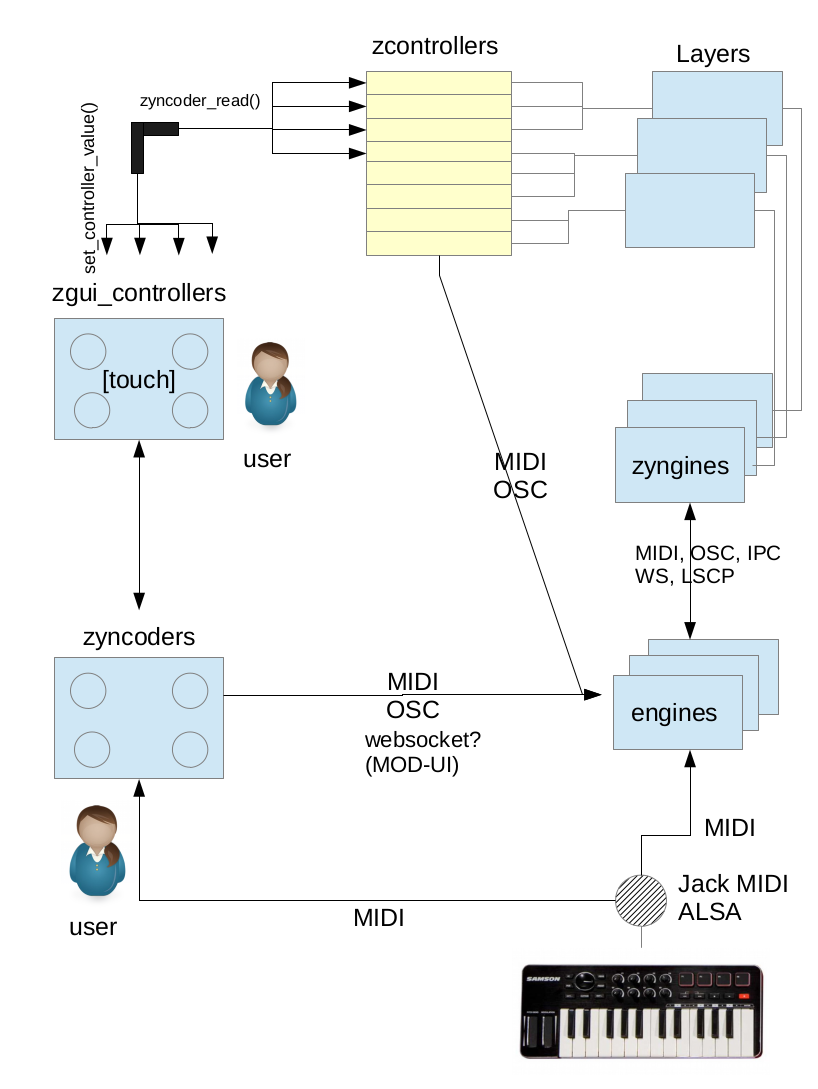 zcontrollers
Layers
zyncoder_read()
set_controller_value()
zgui_controllers
[touch]
user
MIDI
OSC
zyngines
MIDI, OSC, IPC
WS, LSCP
zyncoders
MIDI
OSC
websocket?
(MOD-UI)
engines
MIDI
Jack MIDI
ALSA
user
MIDI
SAMSON